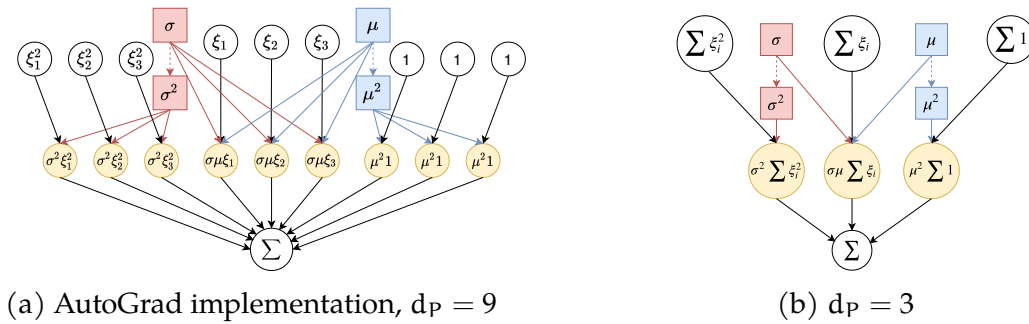 σ μ
ξ₁ ξ₂ ξ₃
ξ₁² ξ₂² ξ₃² 1 1 1
σ² μ²
σ²ξ₁² σ²ξ₂² σ²ξ₃² σμξ₁ σμξ₂ σμξ₃ μ²1 μ²1 μ²1
∑
(a) AutoGrad implementation, d_P = 9
∑ ξᵢ² σ ∑ ξᵢ μ ∑ 1
σ² μ²
σ² ∑ ξᵢ² σμ ∑ ξᵢ μ² ∑ 1
∑
(b) d_P = 3